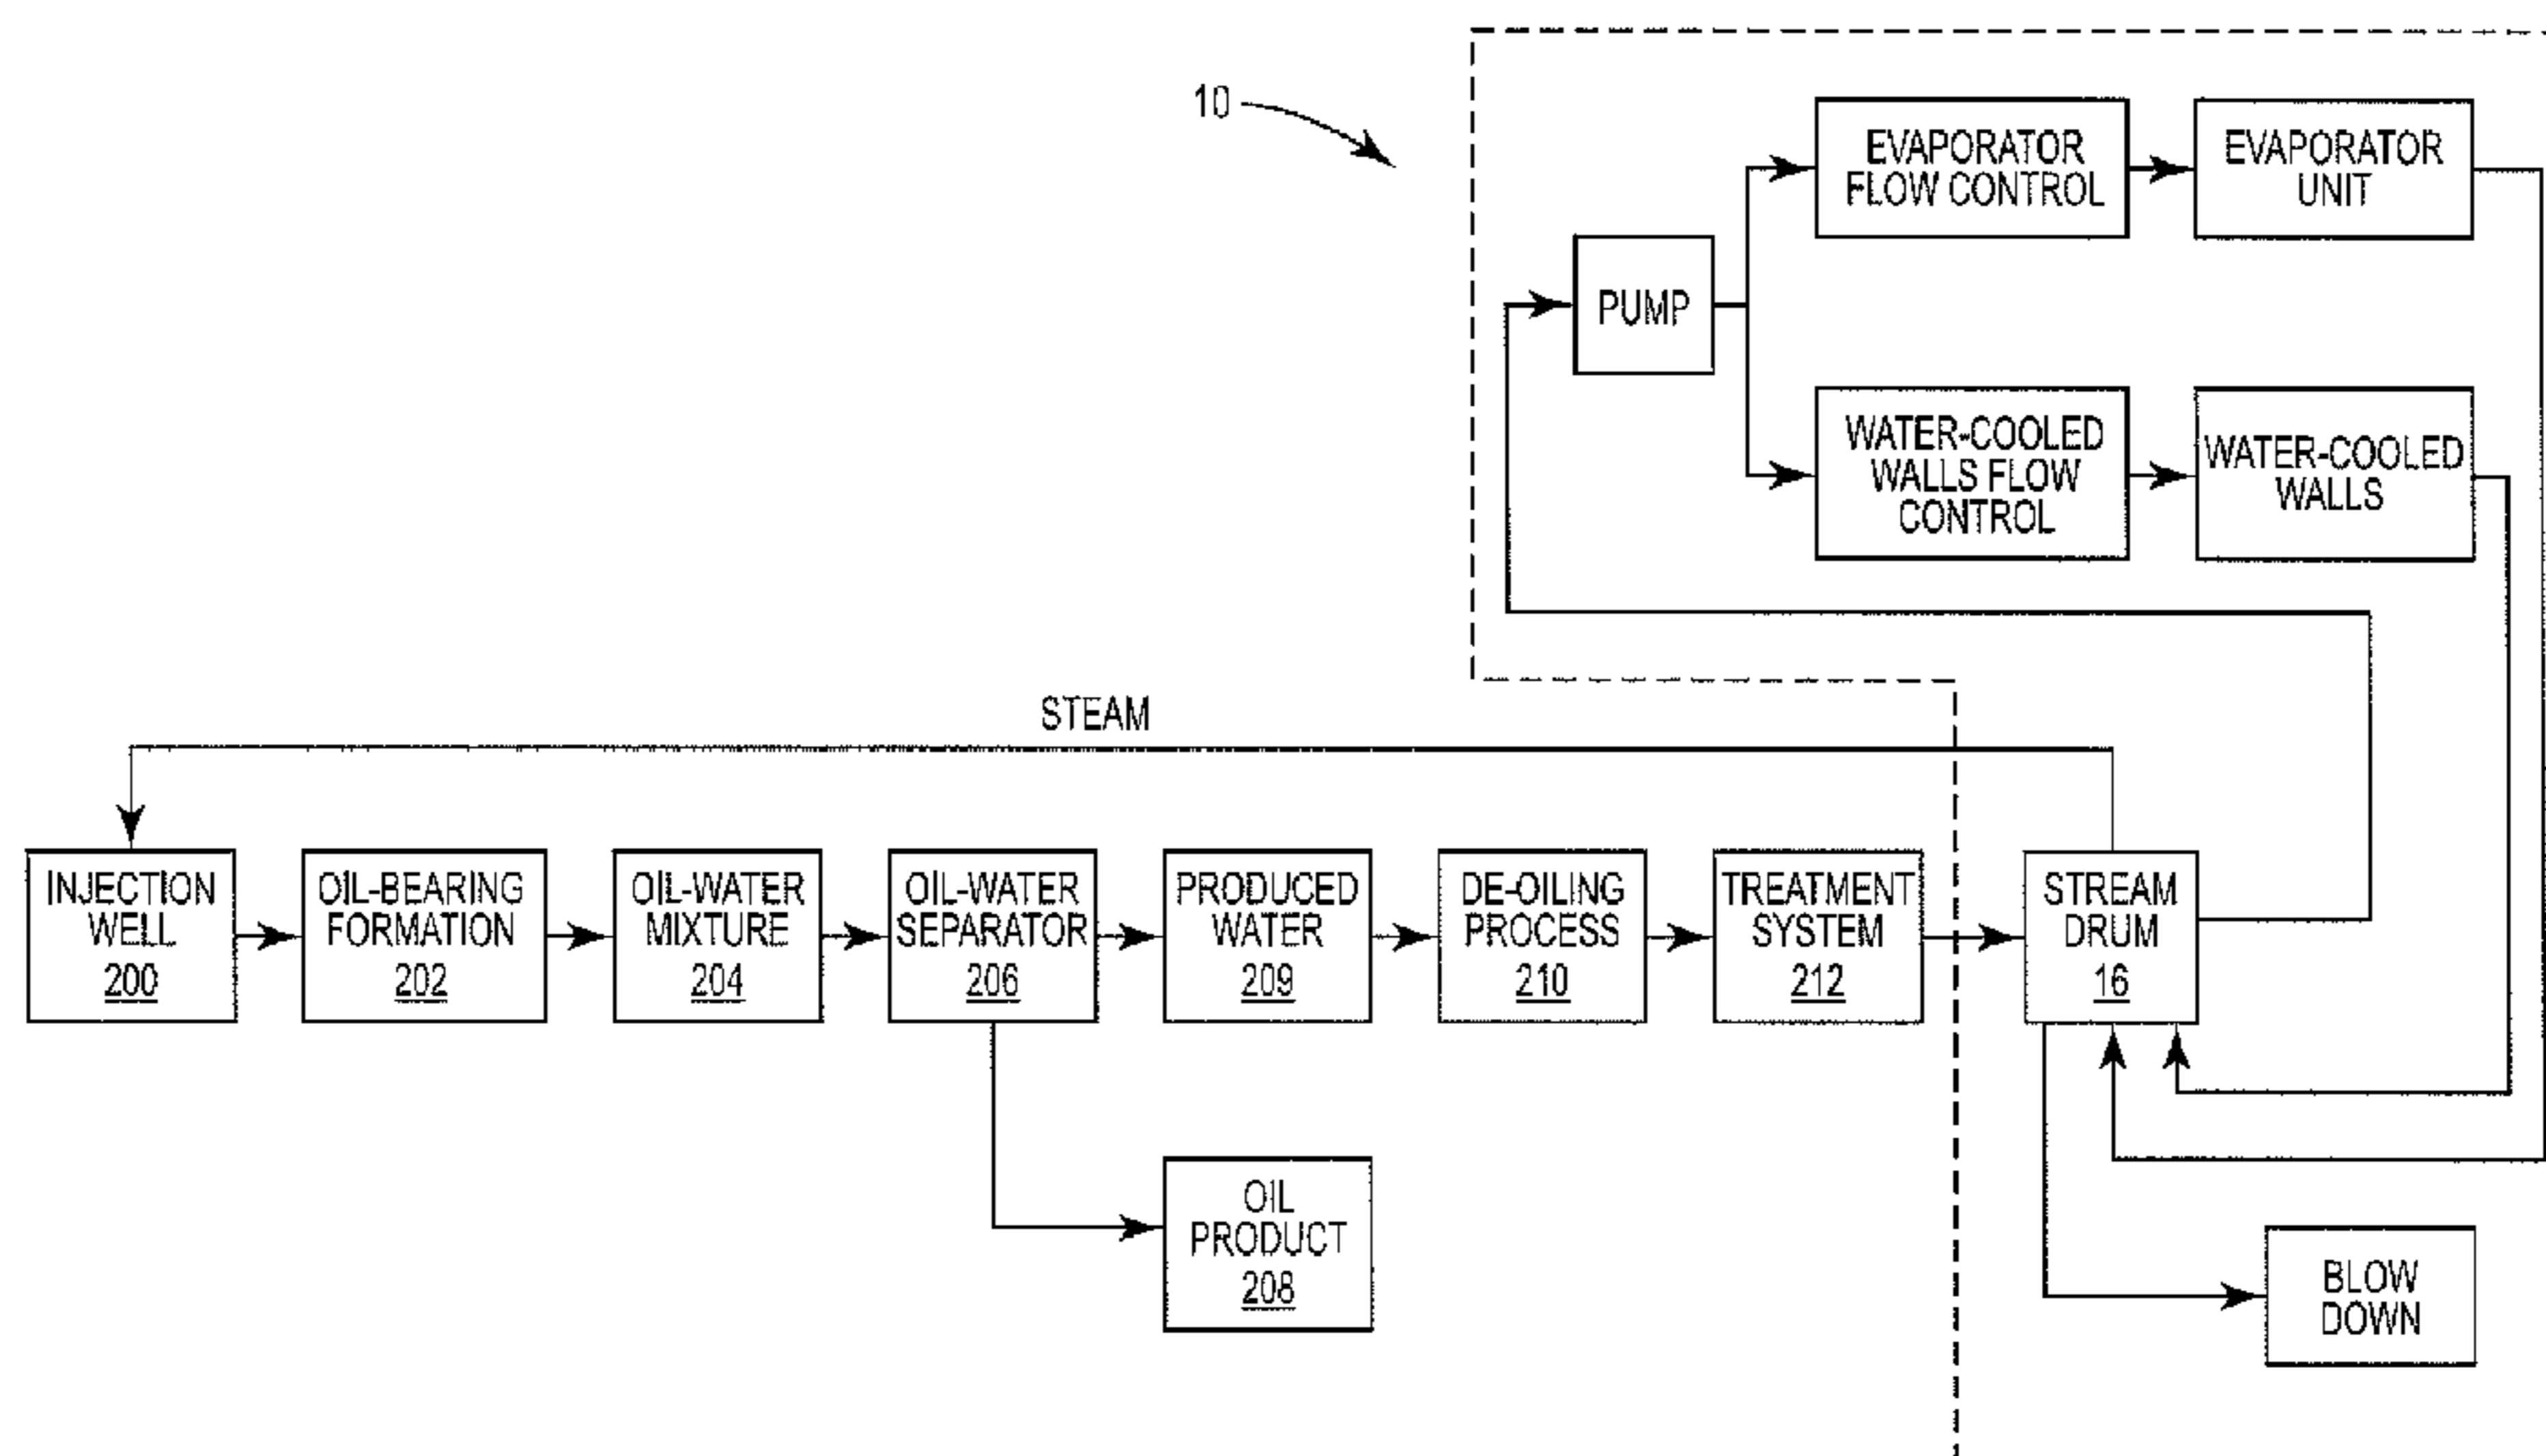 10
EVAPORATOR
FLOW CONTROL
EVAPORATOR
UNIT
PUMP
WATER-COOLED
WALLS FLOW
CONTROL
WATER-COOLED
WALLS
STEAM
INJECTION
WELL
200
OIL-BEARING
FORMATION
202
OIL-WATER
MIXTURE
204
OIL-WATER
SEPARATOR
206
PRODUCED
WATER
209
DE-OILING
PROCESS
210
TREATMENT
SYSTEM
212
STREAM
DRUM
16
OIL
PRODUCT
208
BLOW
DOWN